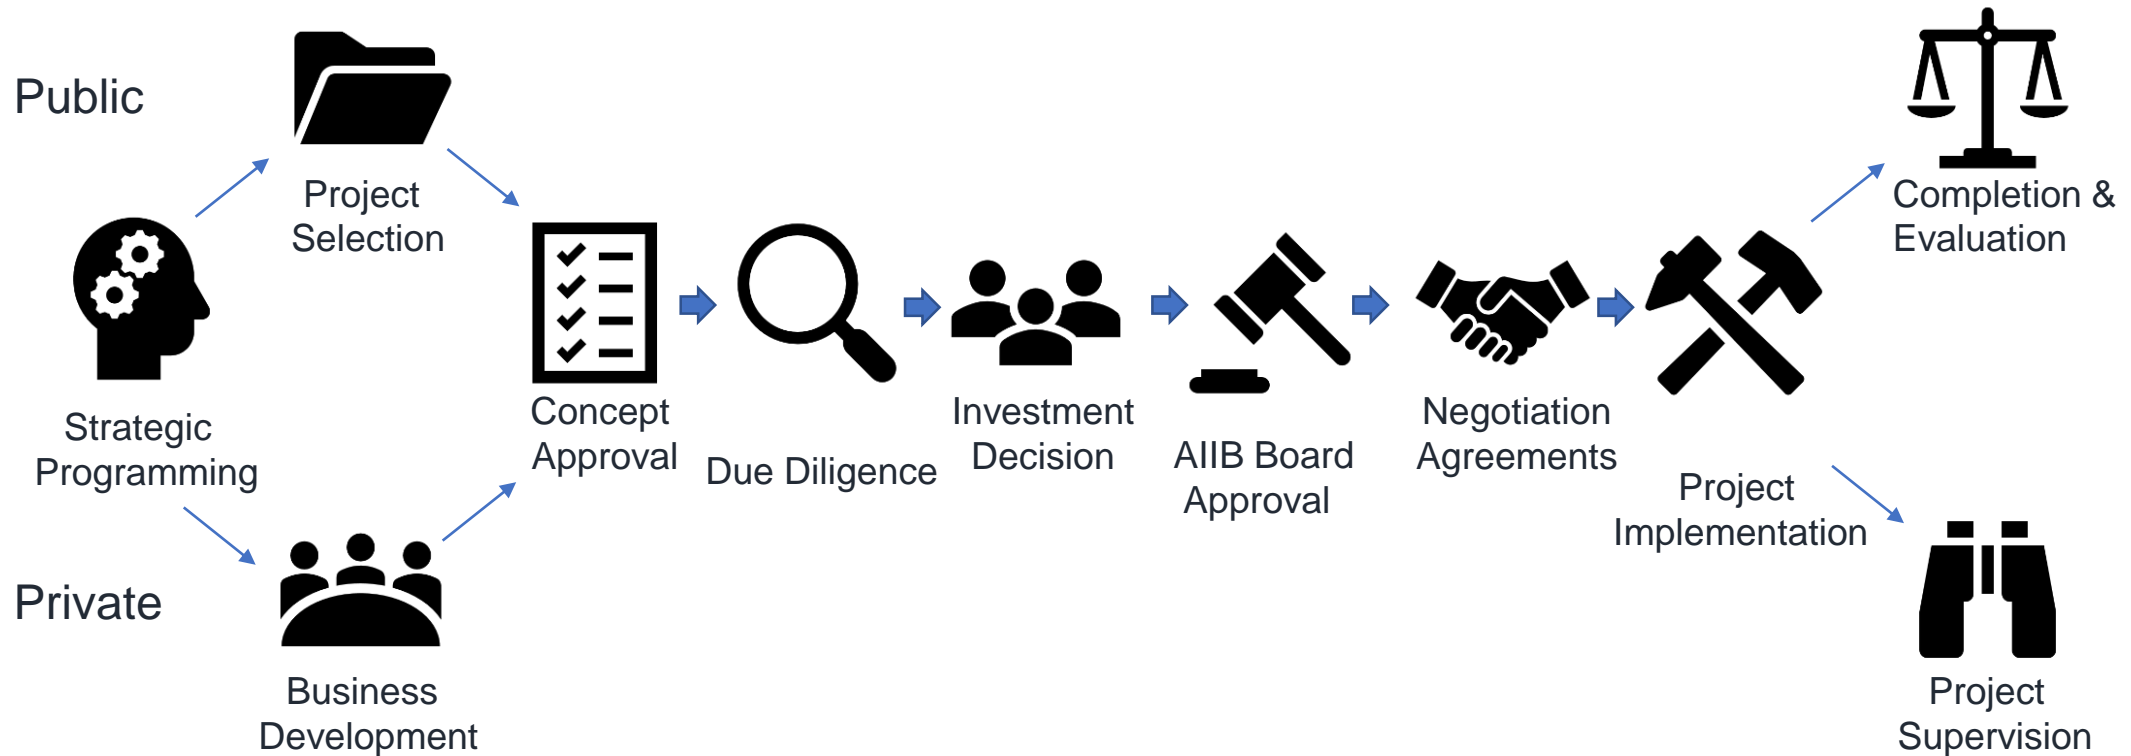 Public
Project
Selection
Strategic
Programming
Private
Business
Development
Concept
Approval
Due Diligence
Investment
Decision
AIIB Board
Approval
Negotiation
Agreements
Project
Implementation
Completion &
Evaluation
Project
Supervision